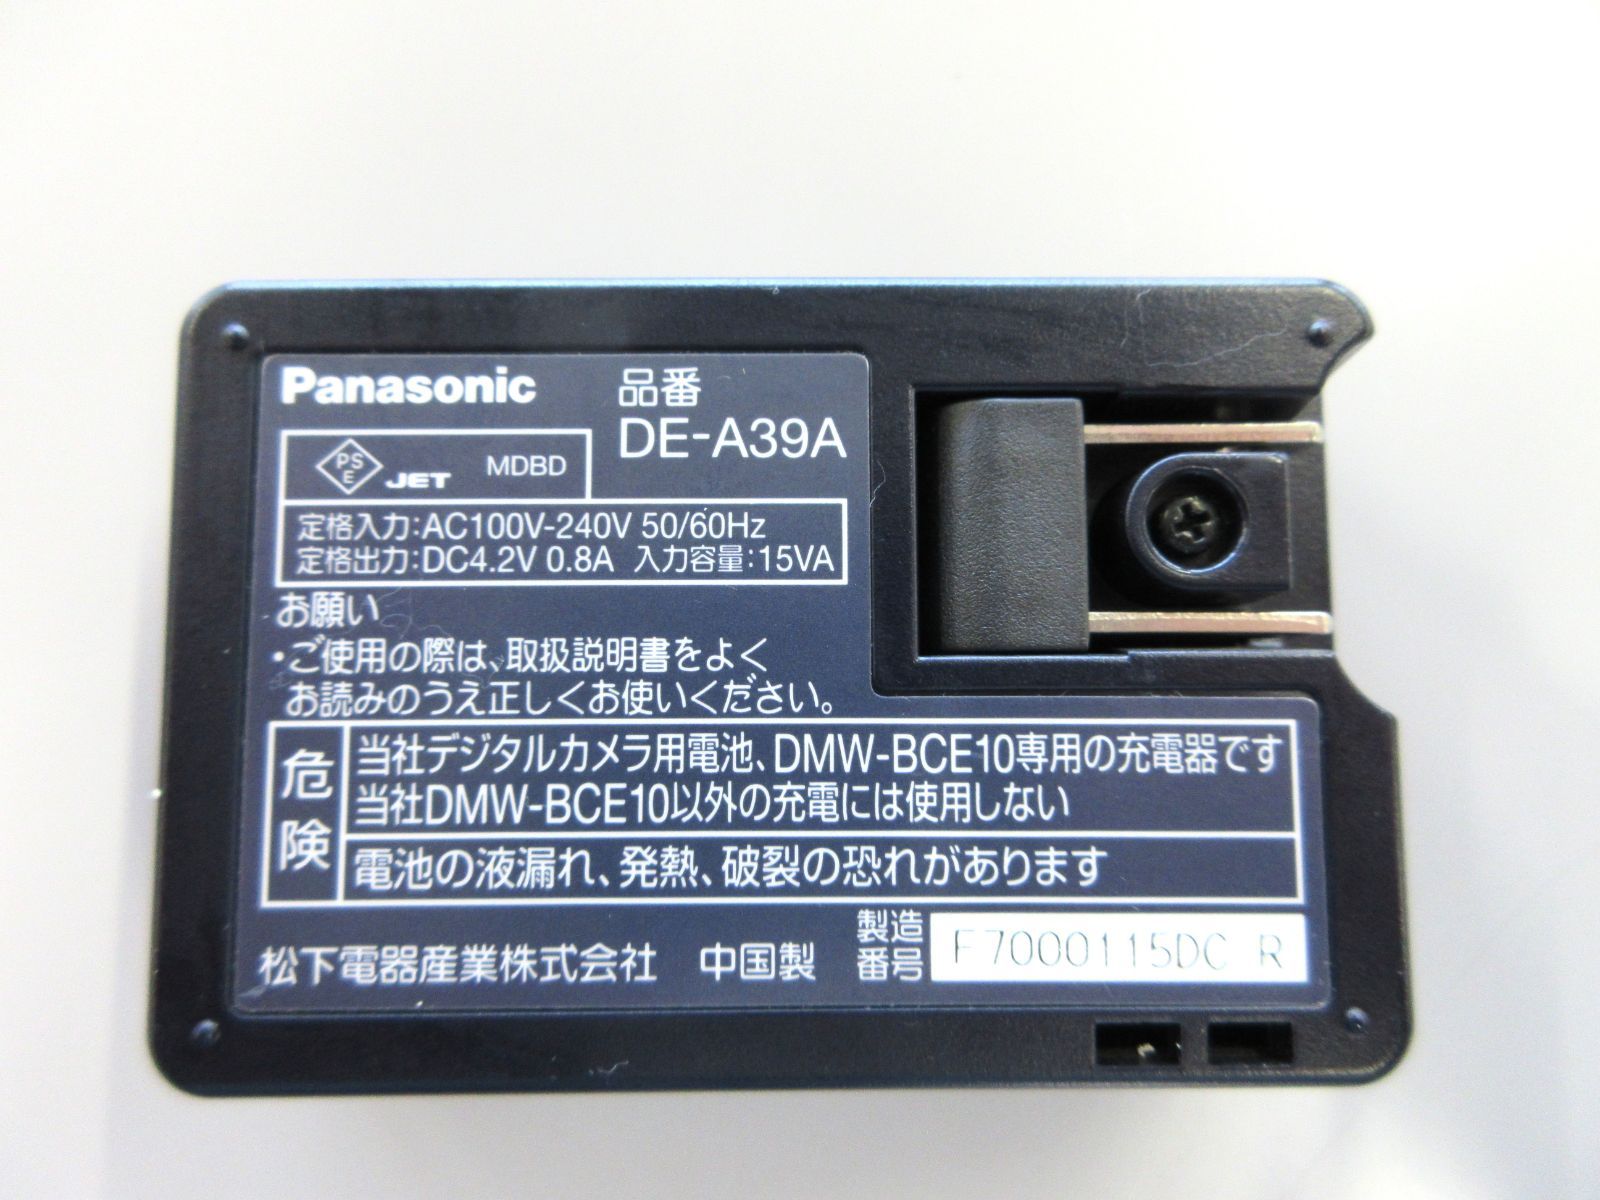 Panasonic
品番
DE-A39A
PSE JET MDBD
定格入力:AC100V-240V 50/60Hz
定格出力:DC4.2V 0.8A 入力容量:15VA
お願い
・ご使用の際は、取扱説明書をよく
お読みのうえ正しくお使いください。
危険
当社デジタルカメラ用電池、DMW-BCE10専用の充電器です
当社DMW-BCE10以外の充電には使用しない
電池の液漏れ、発熱、破裂の恐れがあります
松下電器産業株式会社 中国製
製造番号 F7000115DC R